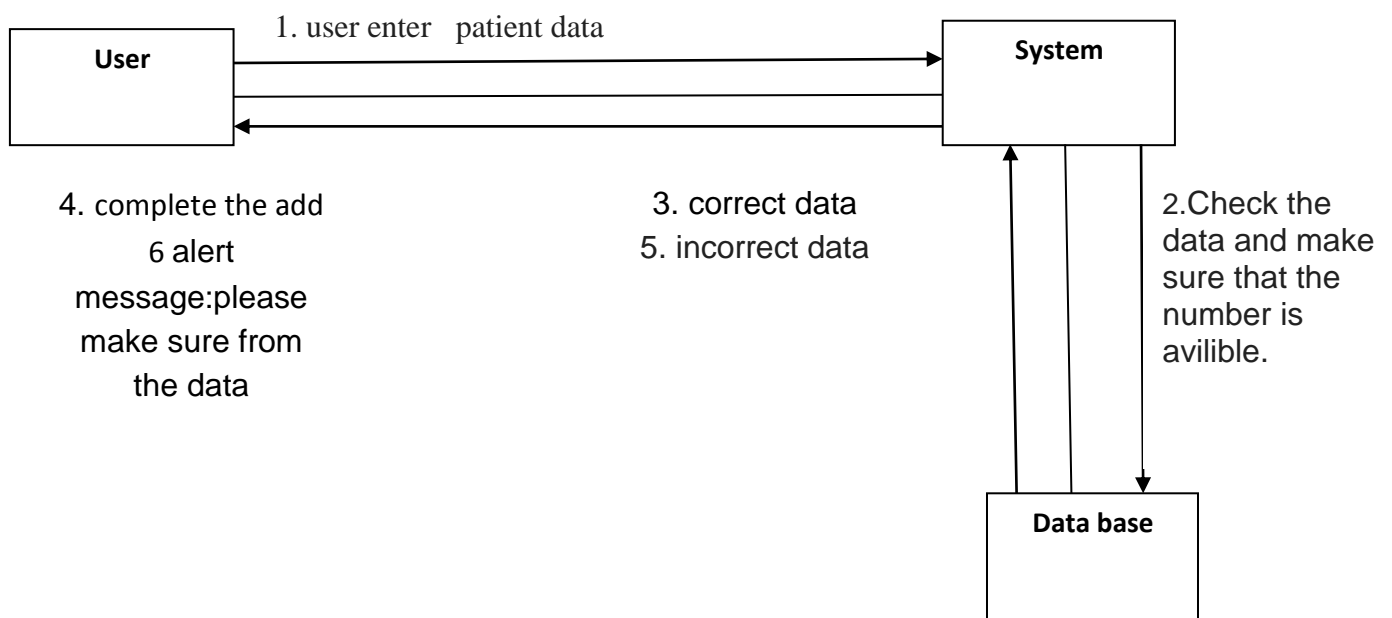 1. user enter patient data
User
System
4. complete the add
6 alert
message:please
make sure from
the data
3. correct data
5. incorrect data
2.Check the
data and make
sure that the
number is
avilible.
Data base